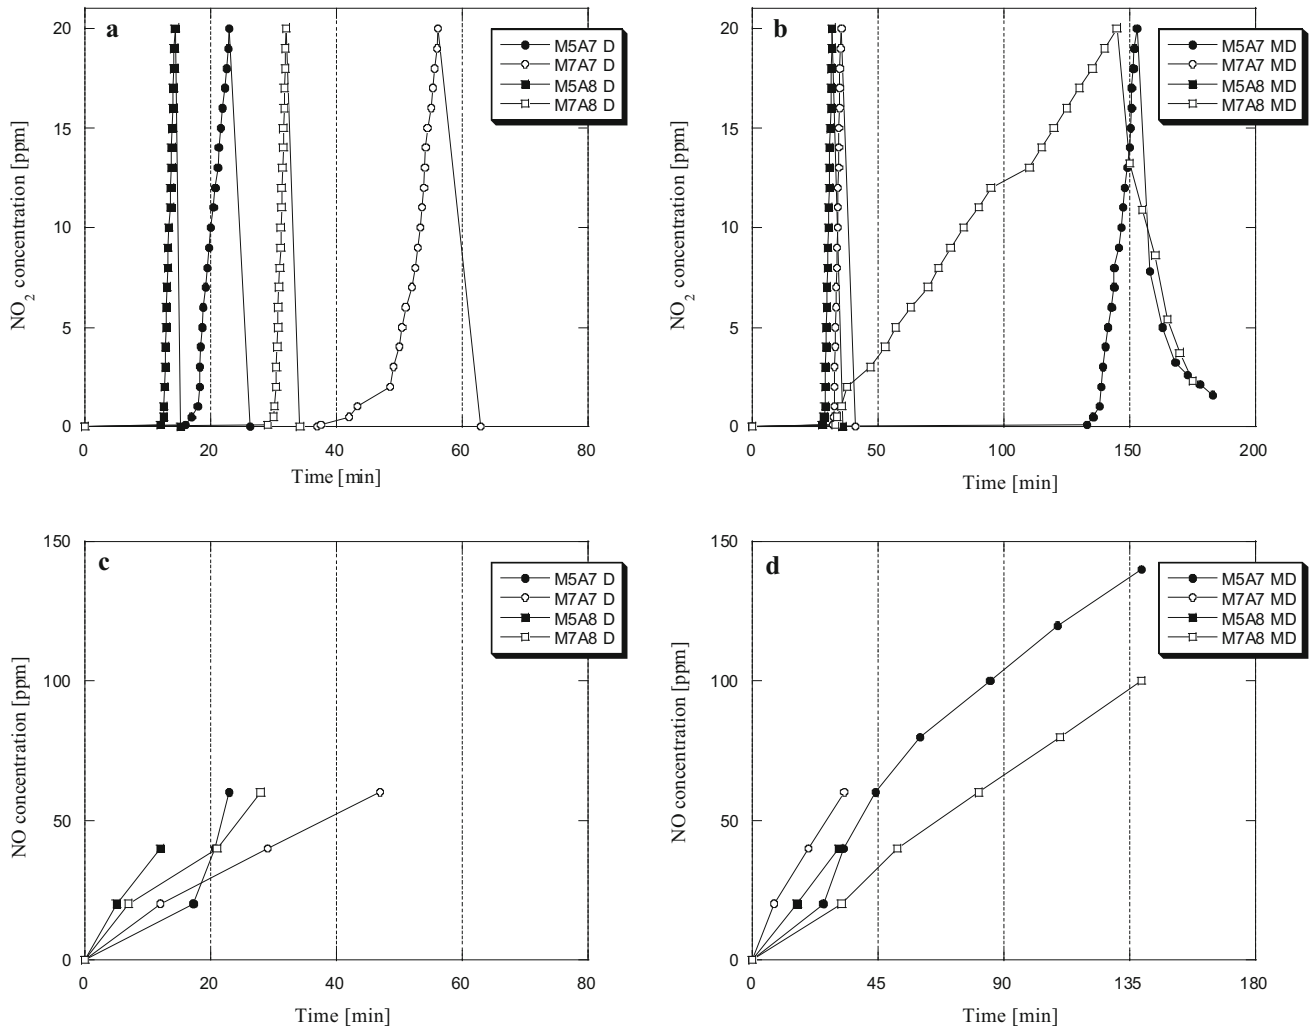 a
NO2 concentration [ppm]
20
15
10
5
0
0 20 40 60 80
Time [min]
M5A7 D
M7A7 D
M5A8 D
M7A8 D
b
NO2 concentration [ppm]
20
15
10
5
0
0 50 100 150 200
Time [min]
M5A7 MD
M7A7 MD
M5A8 MD
M7A8 MD
c
NO concentration [ppm]
150
100
50
0
0 20 40 60 80
Time [min]
M5A7 D
M7A7 D
M5A8 D
M7A8 D
d
NO concentration [ppm]
150
100
50
0
0 45 90 135 180
Time [min]
M5A7 MD
M7A7 MD
M5A8 MD
M7A8 MD